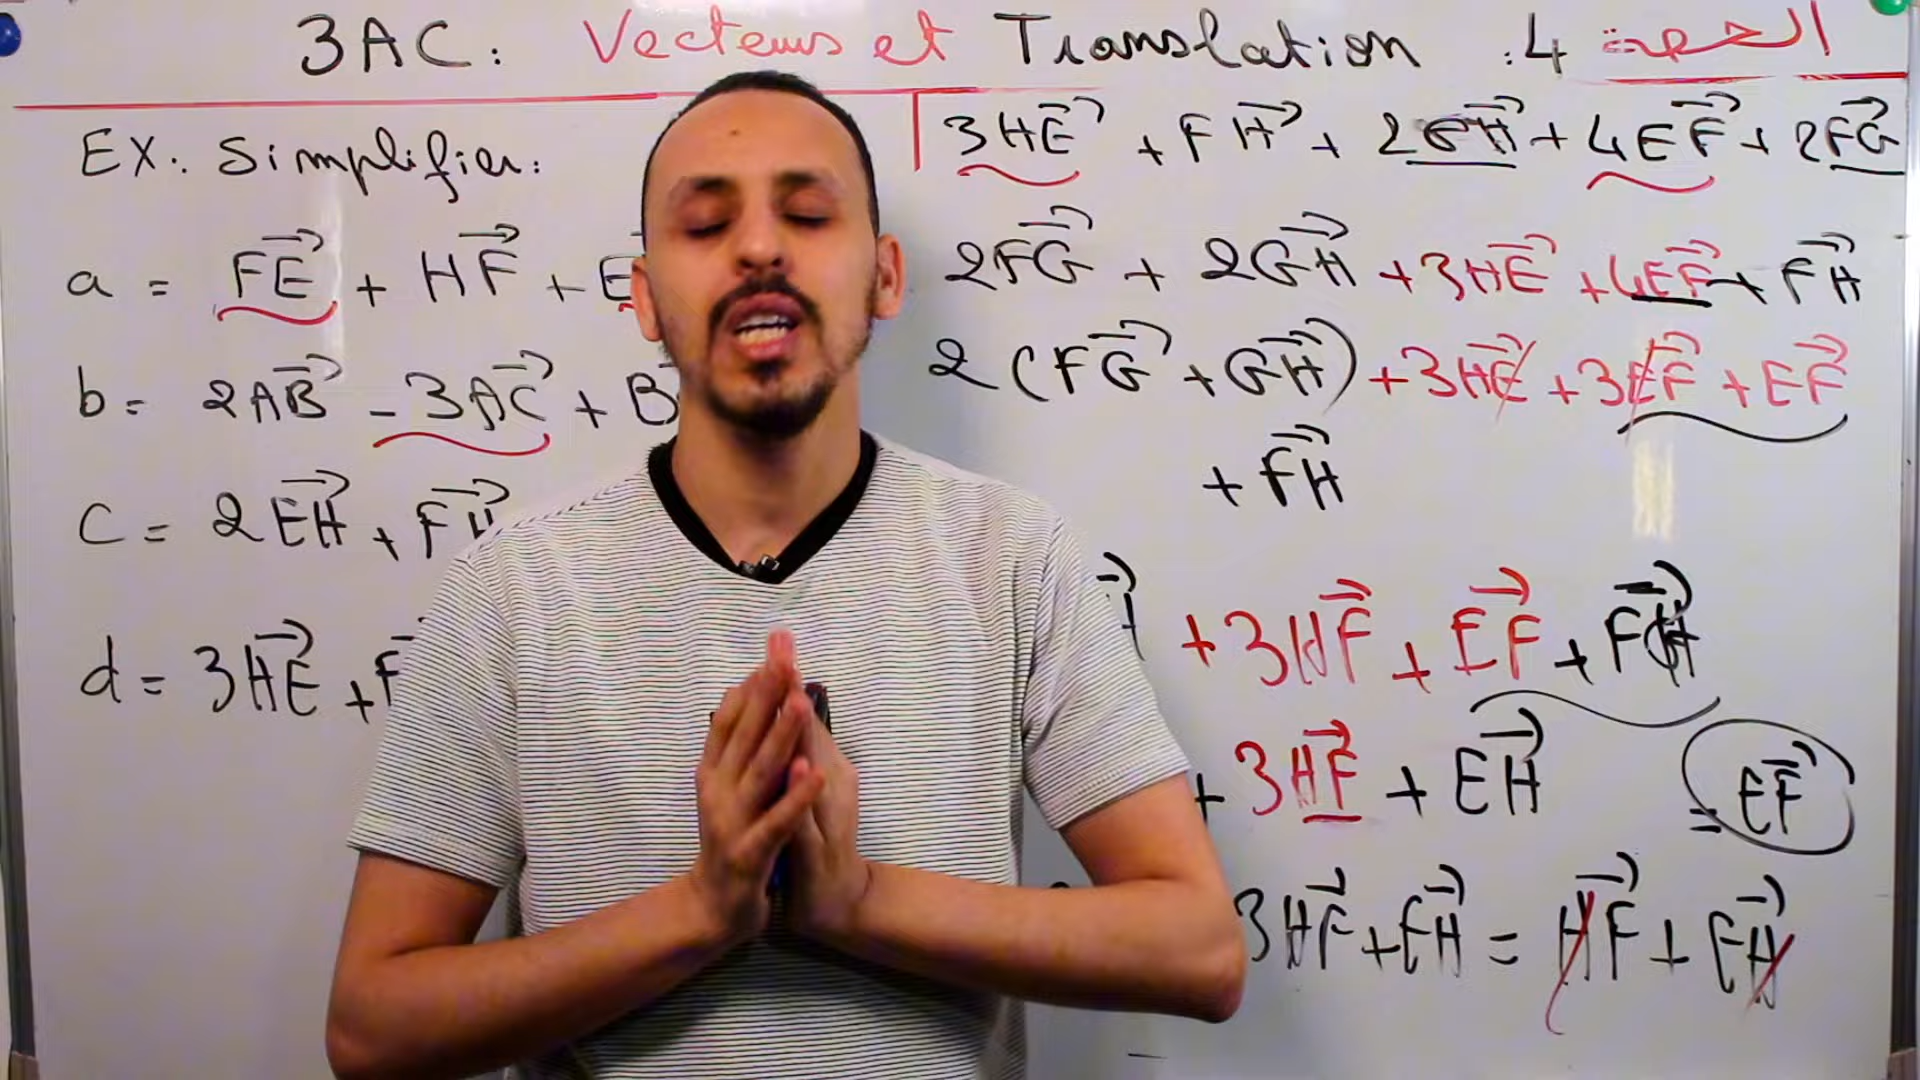 3AC: Vecteurs et Translation :4 الحصة
EX: Simplifier:
a = FE + HF + E
b = 2AB - 3AC + B
c = 2EH + FH
d = 3HE + F
3HE + FH + 2GH + 4EF + 2FG
2FG + 2GH + 3HE + 4EF + FH
2(FG + GH) + 3HE + 3EF + EF
+ FH
+ 3HF + EF + FH
+ 3HF + EH
= EF
3HF + EH = HF + EH